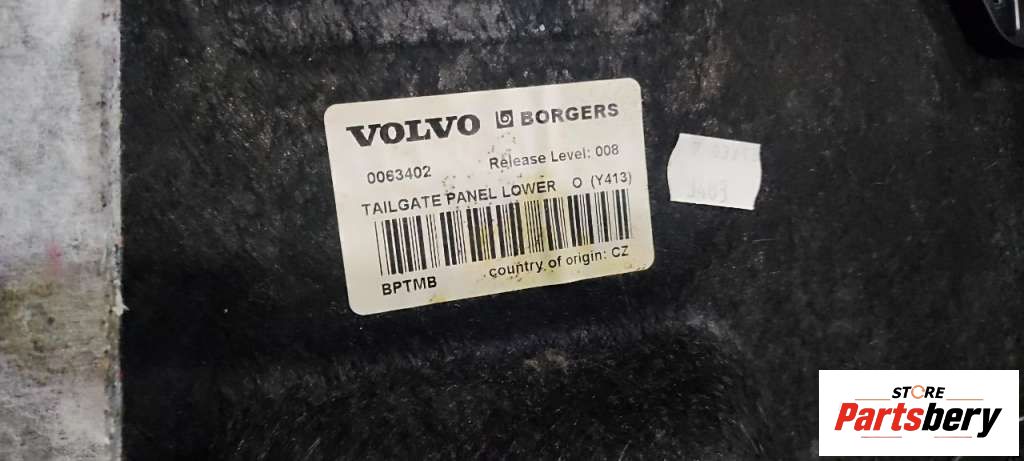 VOLVO BORGERS
0063402 Release Level: 008
TAILGATE PANEL LOWER O (Y413)
BPTMB country of origin: CZ
STORE
Partsbery